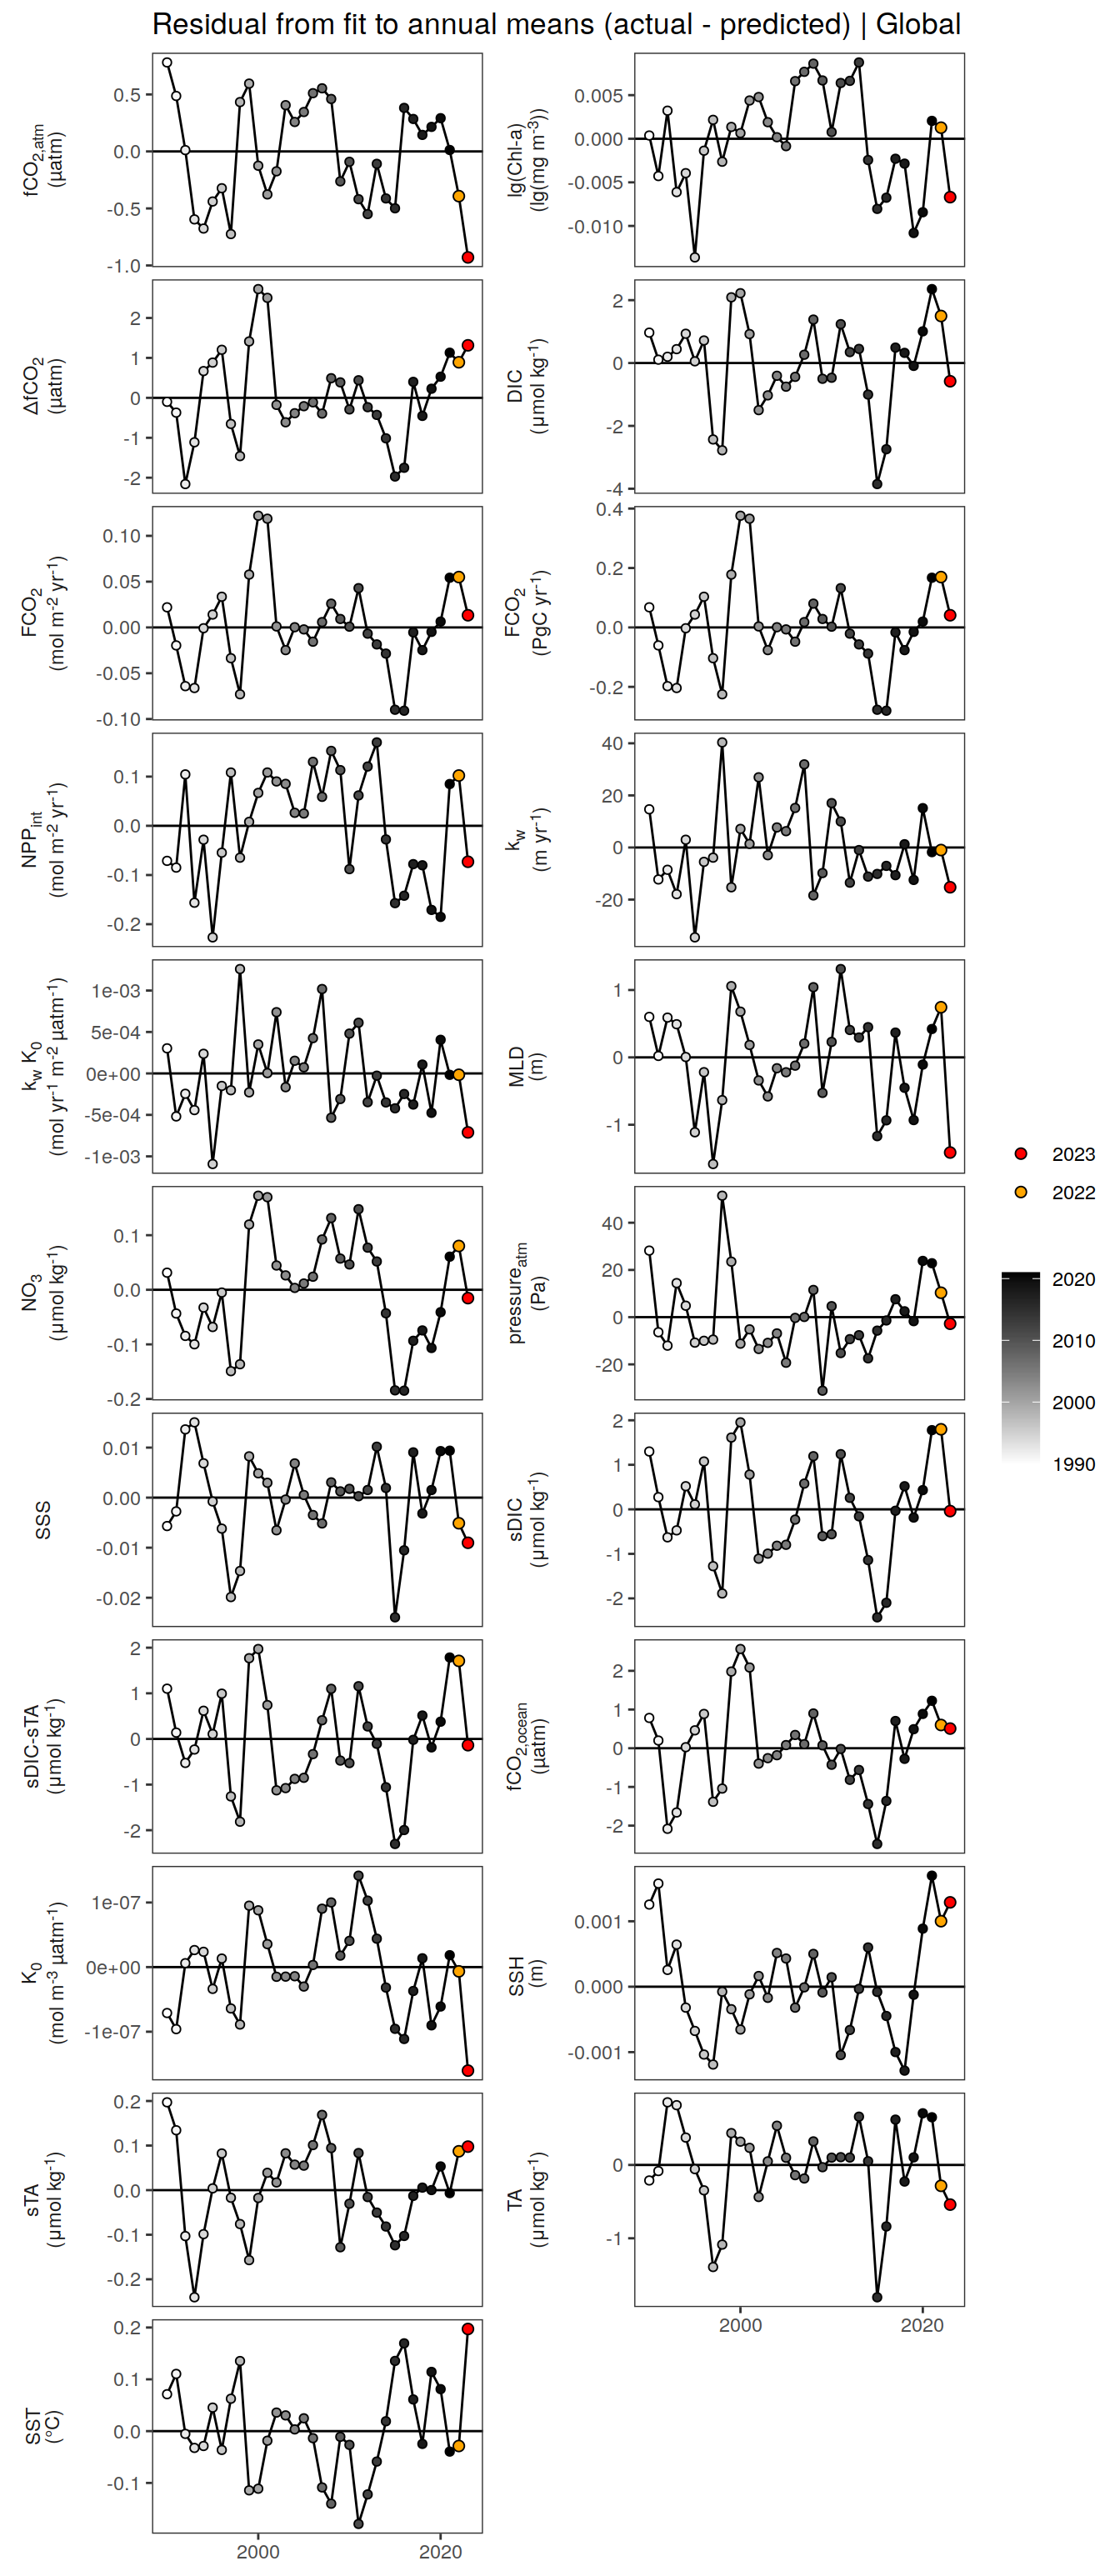 Residual from fit to annual means (actual - predicted) | Global
fCO2,atm
(µatm)
0.5
0.0
-0.5
-1.0
lg(Chl-a)
(lg(mg m-3))
0.005
0.000
-0.005
-0.010
ΔfCO2
(µatm)
2
1
0
-1
-2
DIC
(µmol kg-1)
2
0
-2
-4
FCO2
(mol m-2 yr-1)
0.10
0.05
0.00
-0.05
-0.10
FCO2
(PgC yr-1)
0.4
0.2
0.0
-0.2
NPPint
(mol m-2 yr-1)
0.1
0.0
-0.1
-0.2
kw
(m yr-1)
40
20
0
-20
kw K0
(mol yr-1 m-2 µatm-1)
1e-03
5e-04
0e+00
-5e-04
-1e-03
MLD
(m)
1
0
-1
NO3
(µmol kg-1)
0.1
0.0
-0.1
-0.2
pressureatm
(Pa)
40
20
0
-20
SSS
0.01
0.00
-0.01
-0.02
sDIC
(µmol kg-1)
2
1
0
-1
-2
sDIC-sTA
(µmol kg-1)
2
1
0
-1
-2
fCO2,ocean
(µatm)
2
1
0
-1
-2
K0
(mol m-3 µatm-1)
1e-07
0e+00
-1e-07
SSH
(m)
0.001
0.000
-0.001
sTA
(µmol kg-1)
0.2
0.1
0.0
-0.1
-0.2
TA
(µmol kg-1)
0
-1
2000
2020
SST
(°C)
0.2
0.1
0.0
-0.1
2000
2020
2023
2022
2020
2010
2000
1990